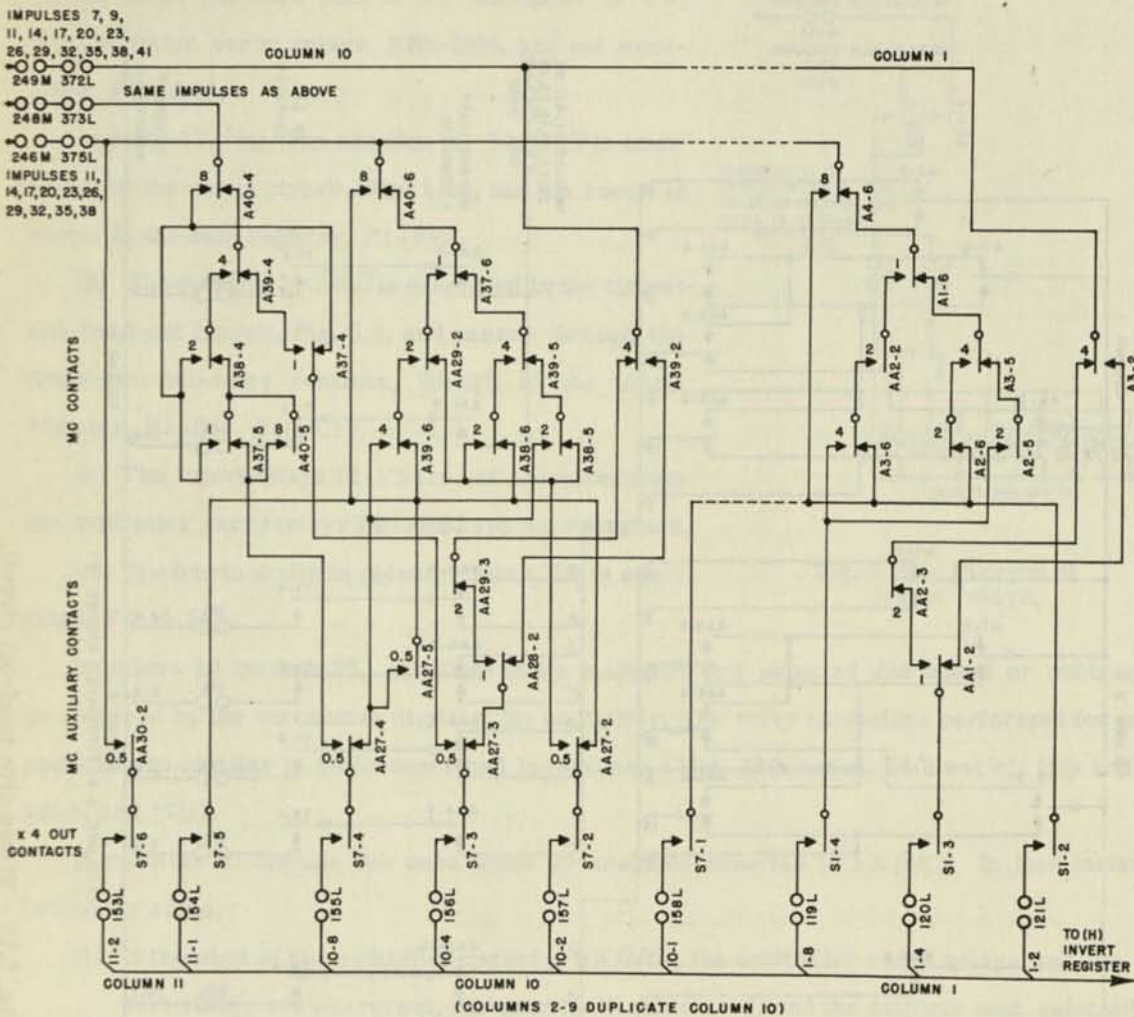 IMPULSES 7, 9,
11, 14, 17, 20, 23,
26, 29, 32, 35, 38, 41
COLUMN 10
COLUMN 1
249M 372L
SAME IMPULSES AS ABOVE
248M 373L
246M 375L
IMPULSES 11,
14,17,20,23,26,
29, 32, 35, 38
8
A40-4
8
A40-6
8
A4-6
4
A39-4
1
A37-6
1
A1-6
MC CONTACTS
2
A38-4
1
A37-4
2
AA29-2
4
A39-5
A39-2
2
AA2-2
4
A3-5
4
A3-2
1
A37-5
8
A40-5
4
A39-6
2
A38-6
2
A38-5
4
A3-6
2
A2-6
2
A2-5
MC AUXILIARY CONTACTS
2
AA29-3
2
AA2-3
0.5
AA27-5
1
AA28-2
1
AA1-2
0.5
AA30-2
0.5
AA27-4
0.5
AA27-3
0.5
AA27-2
x 4 OUT
CONTACTS
S7-6
S7-5
S7-4
S7-3
S7-2
S7-1
S1-4
S1-3
S1-2
153L
154L
155L
156L
157L
158L
119L
120L
121L
11-2
11-1
10-8
10-4
10-2
10-1
1-8
1-4
1-2
TO (H)
INVERT
REGISTER
COLUMN 11
COLUMN 10
COLUMN 1
(COLUMNS 2-9 DUPLICATE COLUMN 10)